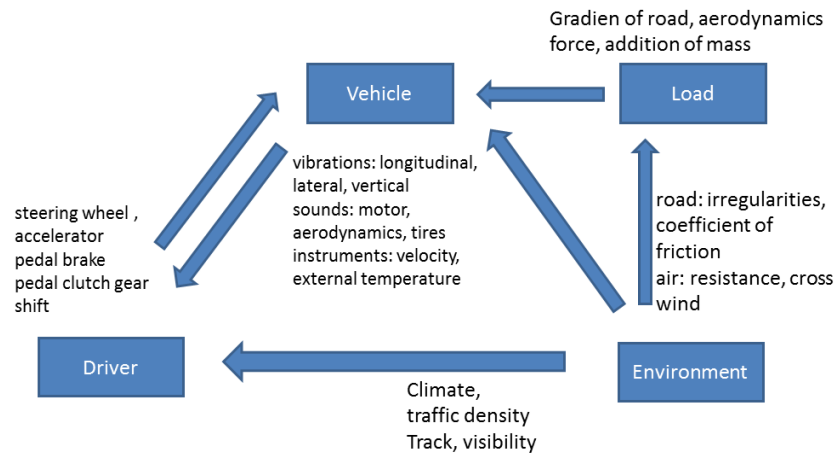 Gradien of road, aerodynamics
force, addition of mass
Vehicle
Load
vibrations: longitudinal,
lateral, vertical
sounds: motor,
aerodynamics, tires
instruments: velocity,
external temperature
steering wheel ,
accelerator
pedal brake
pedal clutch gear
shift
road: irregularities,
coefficient of
friction
air: resistance, cross
wind
Driver
Environment
Climate,
traffic density
Track, visibility